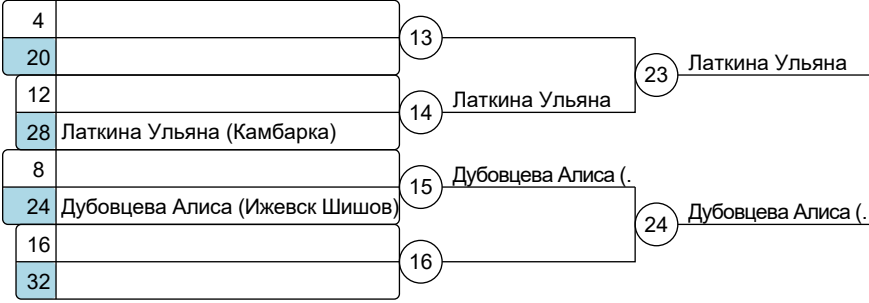 4
13
20
23 Латкина Ульяна
12
14 Латкина Ульяна
28 Латкина Ульяна (Камбарка)
8
15 Дубовцева Алиса (.
24 Дубовцева Алиса (Ижевск Шишов)
24 Дубовцева Алиса (.
16
16
32